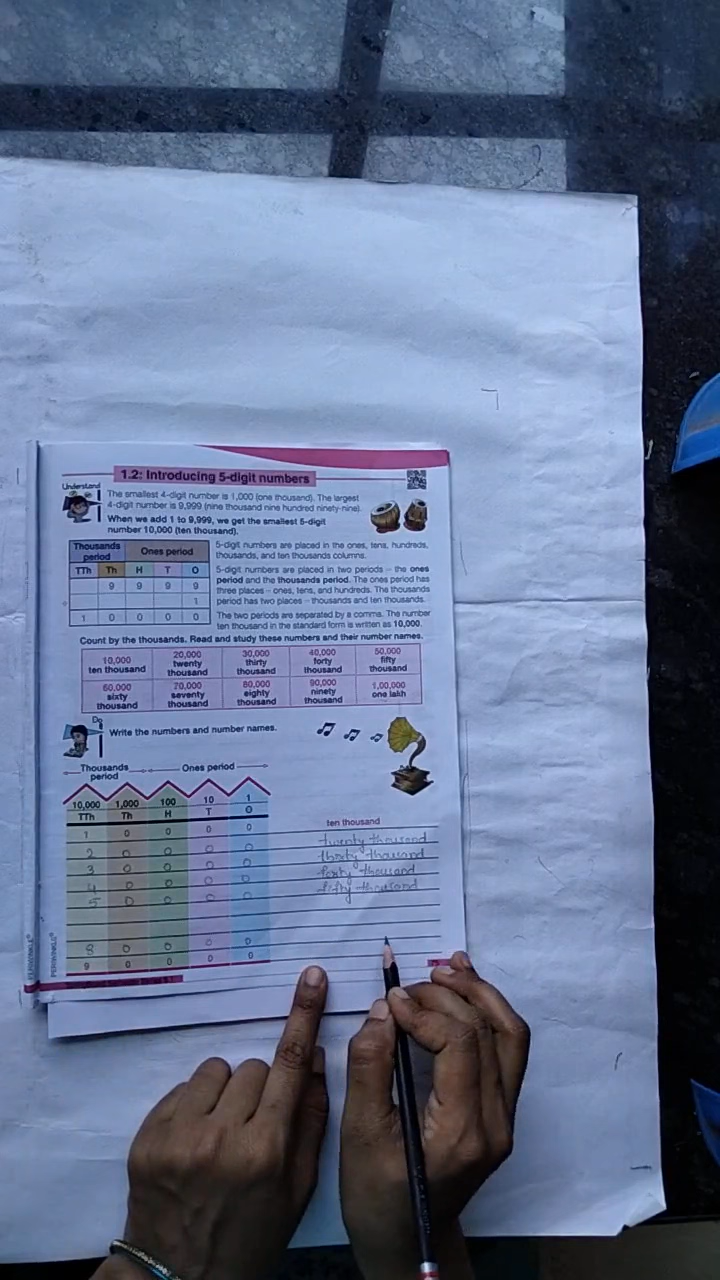 1.2: Introducing 5-digit numbers
Understand
The smallest 4-digit number is 1,000 (one thousand). The largest
4-digit number is 9,999 (nine thousand nine hundred ninety-nine).
When we add 1 to 9,999, we get the smallest 5-digit
number 10,000 (ten thousand).
Thousands period Ones period
TTh Th H T O
9 9 9 9
1
1 0 0 0 0
5-digit numbers are placed in the ones, tens, hundreds,
thousands, and ten thousands columns.
5-digit numbers are placed in two periods – the ones
period and the thousands period. The ones period has
three places – ones, tens, and hundreds. The thousands
period has two places – thousands and ten thousands.
The two periods are separated by a comma. The number
ten thousand in the standard form is written as 10,000.
Count by the thousands. Read and study these numbers and their number names.
10,000 20,000 30,000 40,000 50,000
ten thousand twenty thousand thirty thousand forty thousand fifty thousand
60,000 70,000 80,000 90,000 1,00,000
sixty thousand seventy thousand eighty thousand ninety thousand one lakh
Do
Write the numbers and number names.
Thousands period Ones period
10,000 1,000 100 10 1
TTh Th H T O
1 0 0 0 0 ten thousand
2 0 0 0 0 twenty thousand
3 0 0 0 0 thirty thousand
4 0 0 0 0 forty thousand
5 0 0 0 0 fifty thousand
8 0 0 0 0
9 0 0 0 0
PERIWINKLE
PERIWINKLE